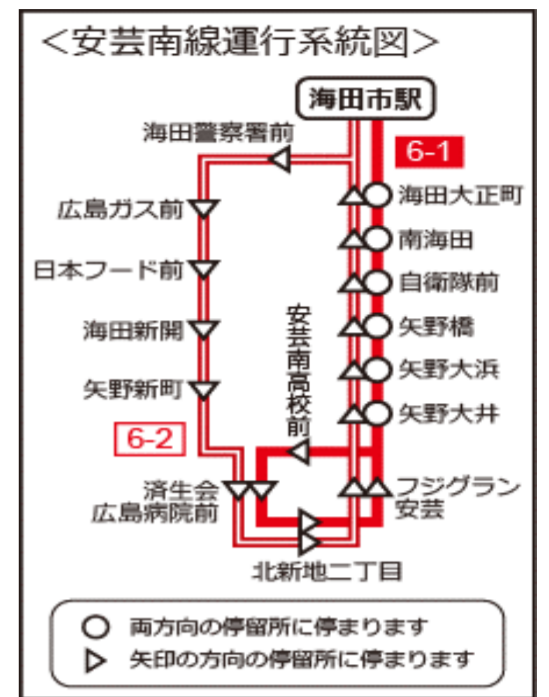 ＜安芸南線運行系統図＞
海田市駅
海田警察署前
6-1
広島ガス前
海田大正町
南海田
日本フード前
自衛隊前
海田新開
安芸南高校前
矢野橋
矢野新町
矢野大浜
矢野大井
6-2
済生会
広島病院前
フジグラン
安芸
北新地二丁目
両方向の停留所に停まります
矢印の方向の停留所に停まります